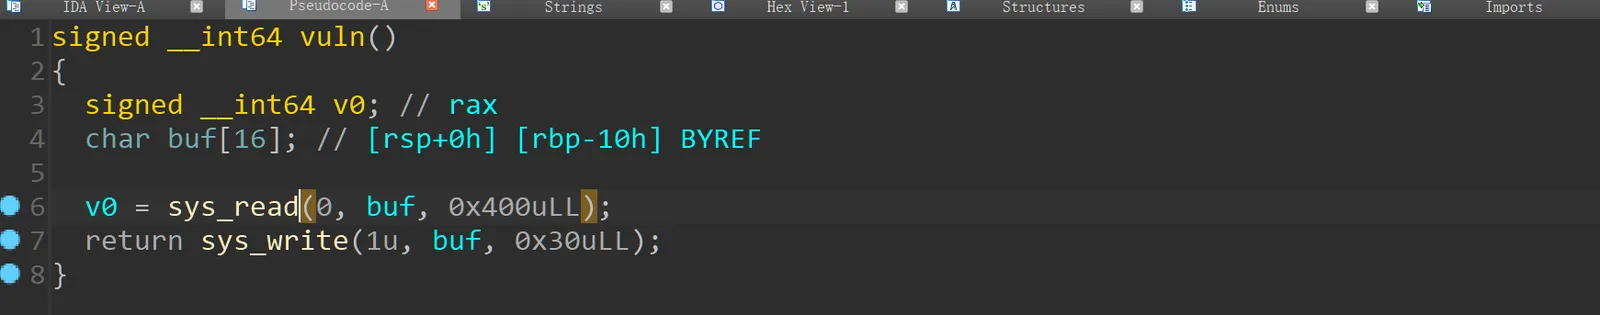 IDA View-A Pseudocode-A Strings Hex View-1 Structures Enums Imports
1 signed __int64 vuln()
2 {
3 signed __int64 v0; // rax
4 char buf[16]; // [rsp+0h] [rbp-10h] BYREF
5
6 v0 = sys_read(0, buf, 0x400uLL);
7 return sys_write(1u, buf, 0x30uLL);
8 }